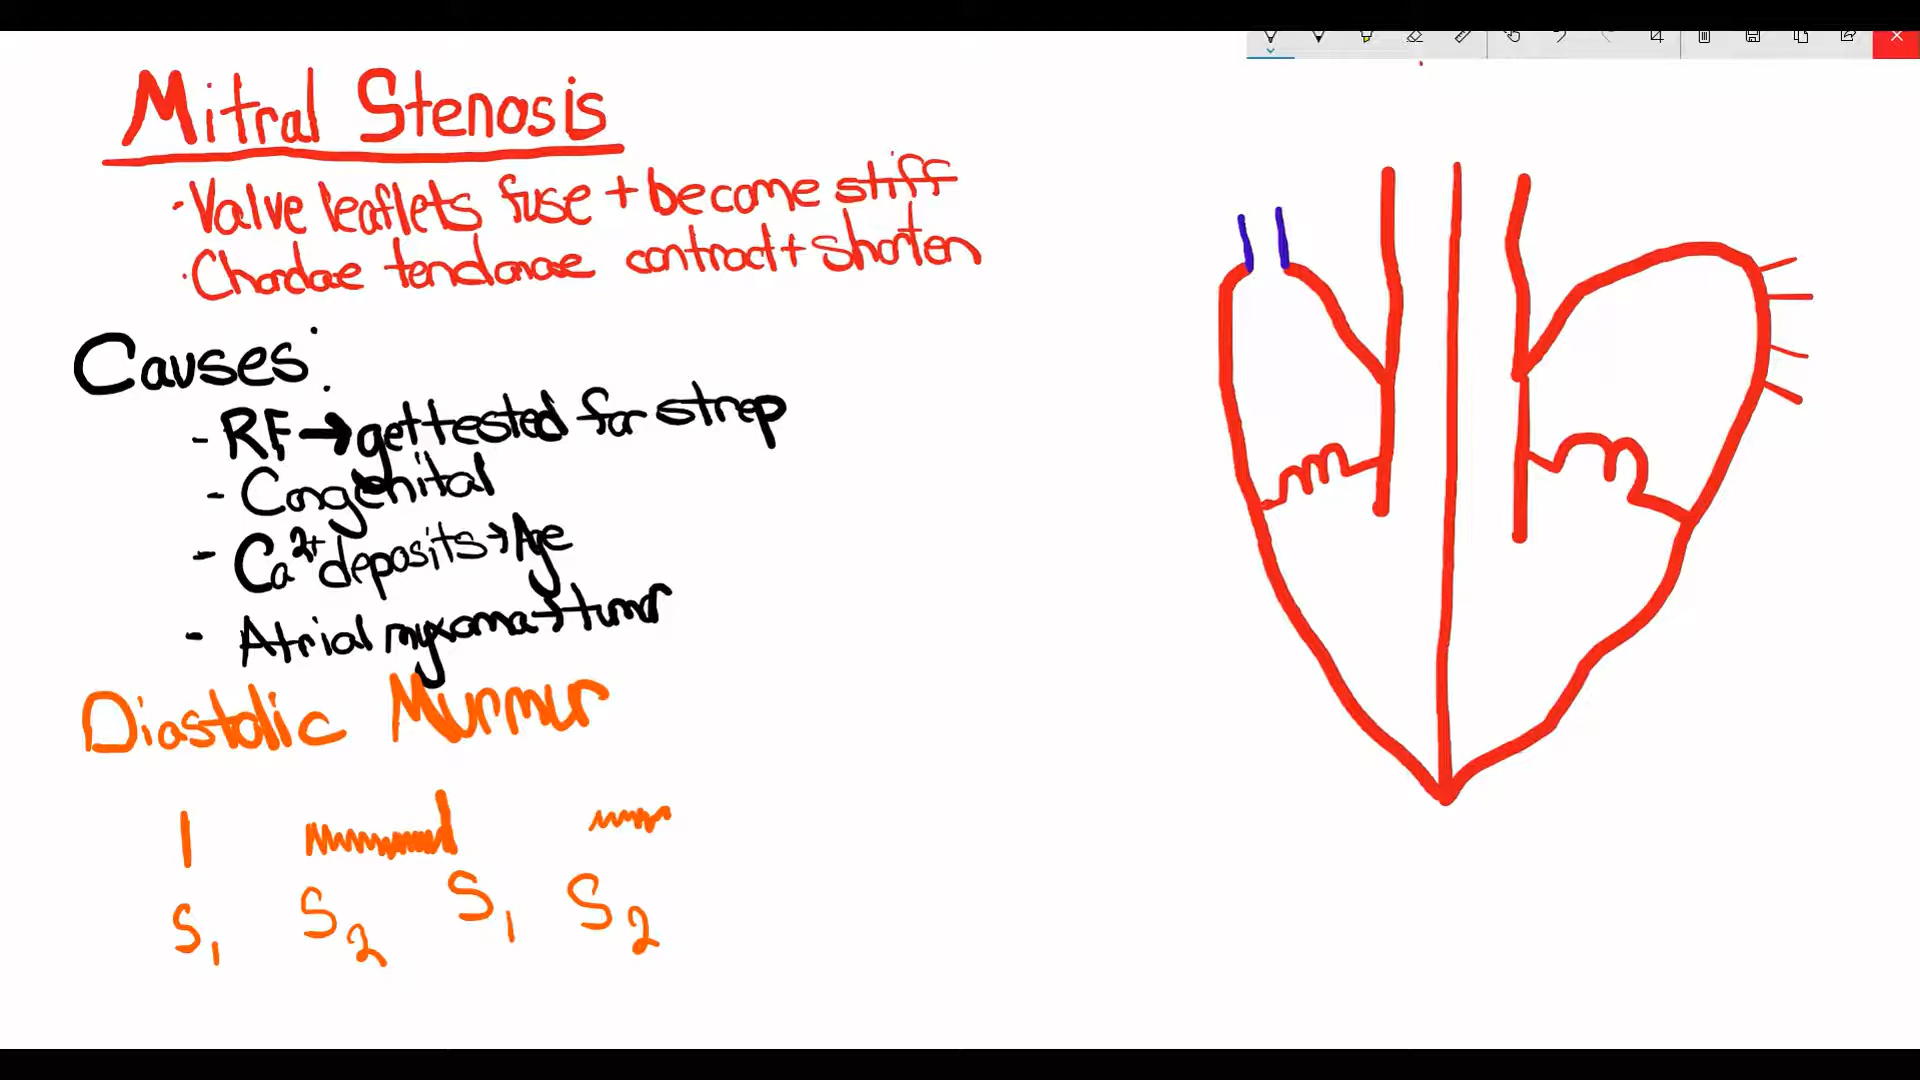 Mitral Stenosis
· Valve leaflets fuse + become stiff
· Chordae tendonae contract + shorten
Causes:
- RF → get tested for strep
- Congenital
- Ca²⁺ deposits → Age
- Atrial myxoma → tumor
Diastolic Murmur
S₁ S₂ S₁ S₂